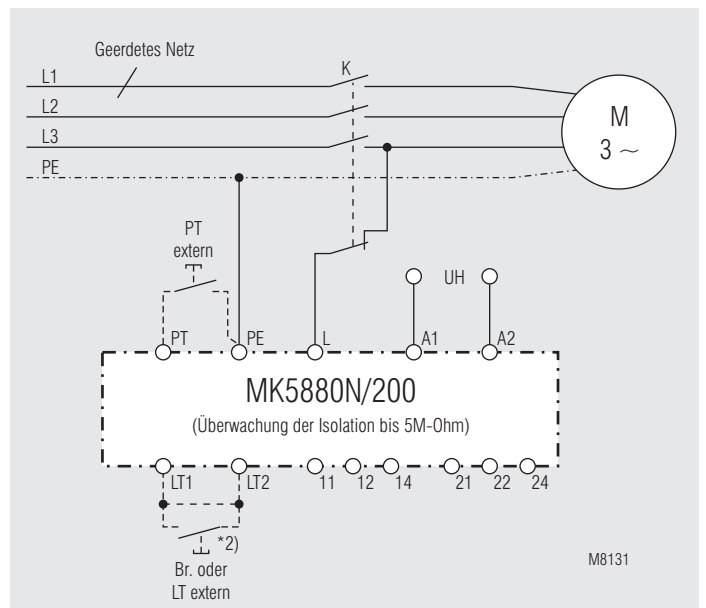 Geerdetes Netz
L1
K
L2
M
3 ~
L3
PE
PT
extern
UH
PT
PE
L
A1
A2
MK5880N/200
(Überwachung der Isolation bis 5M-Ohm)
LT1
LT2
11
12
14
21
22
24
*2)
Br. oder
LT extern
M8131